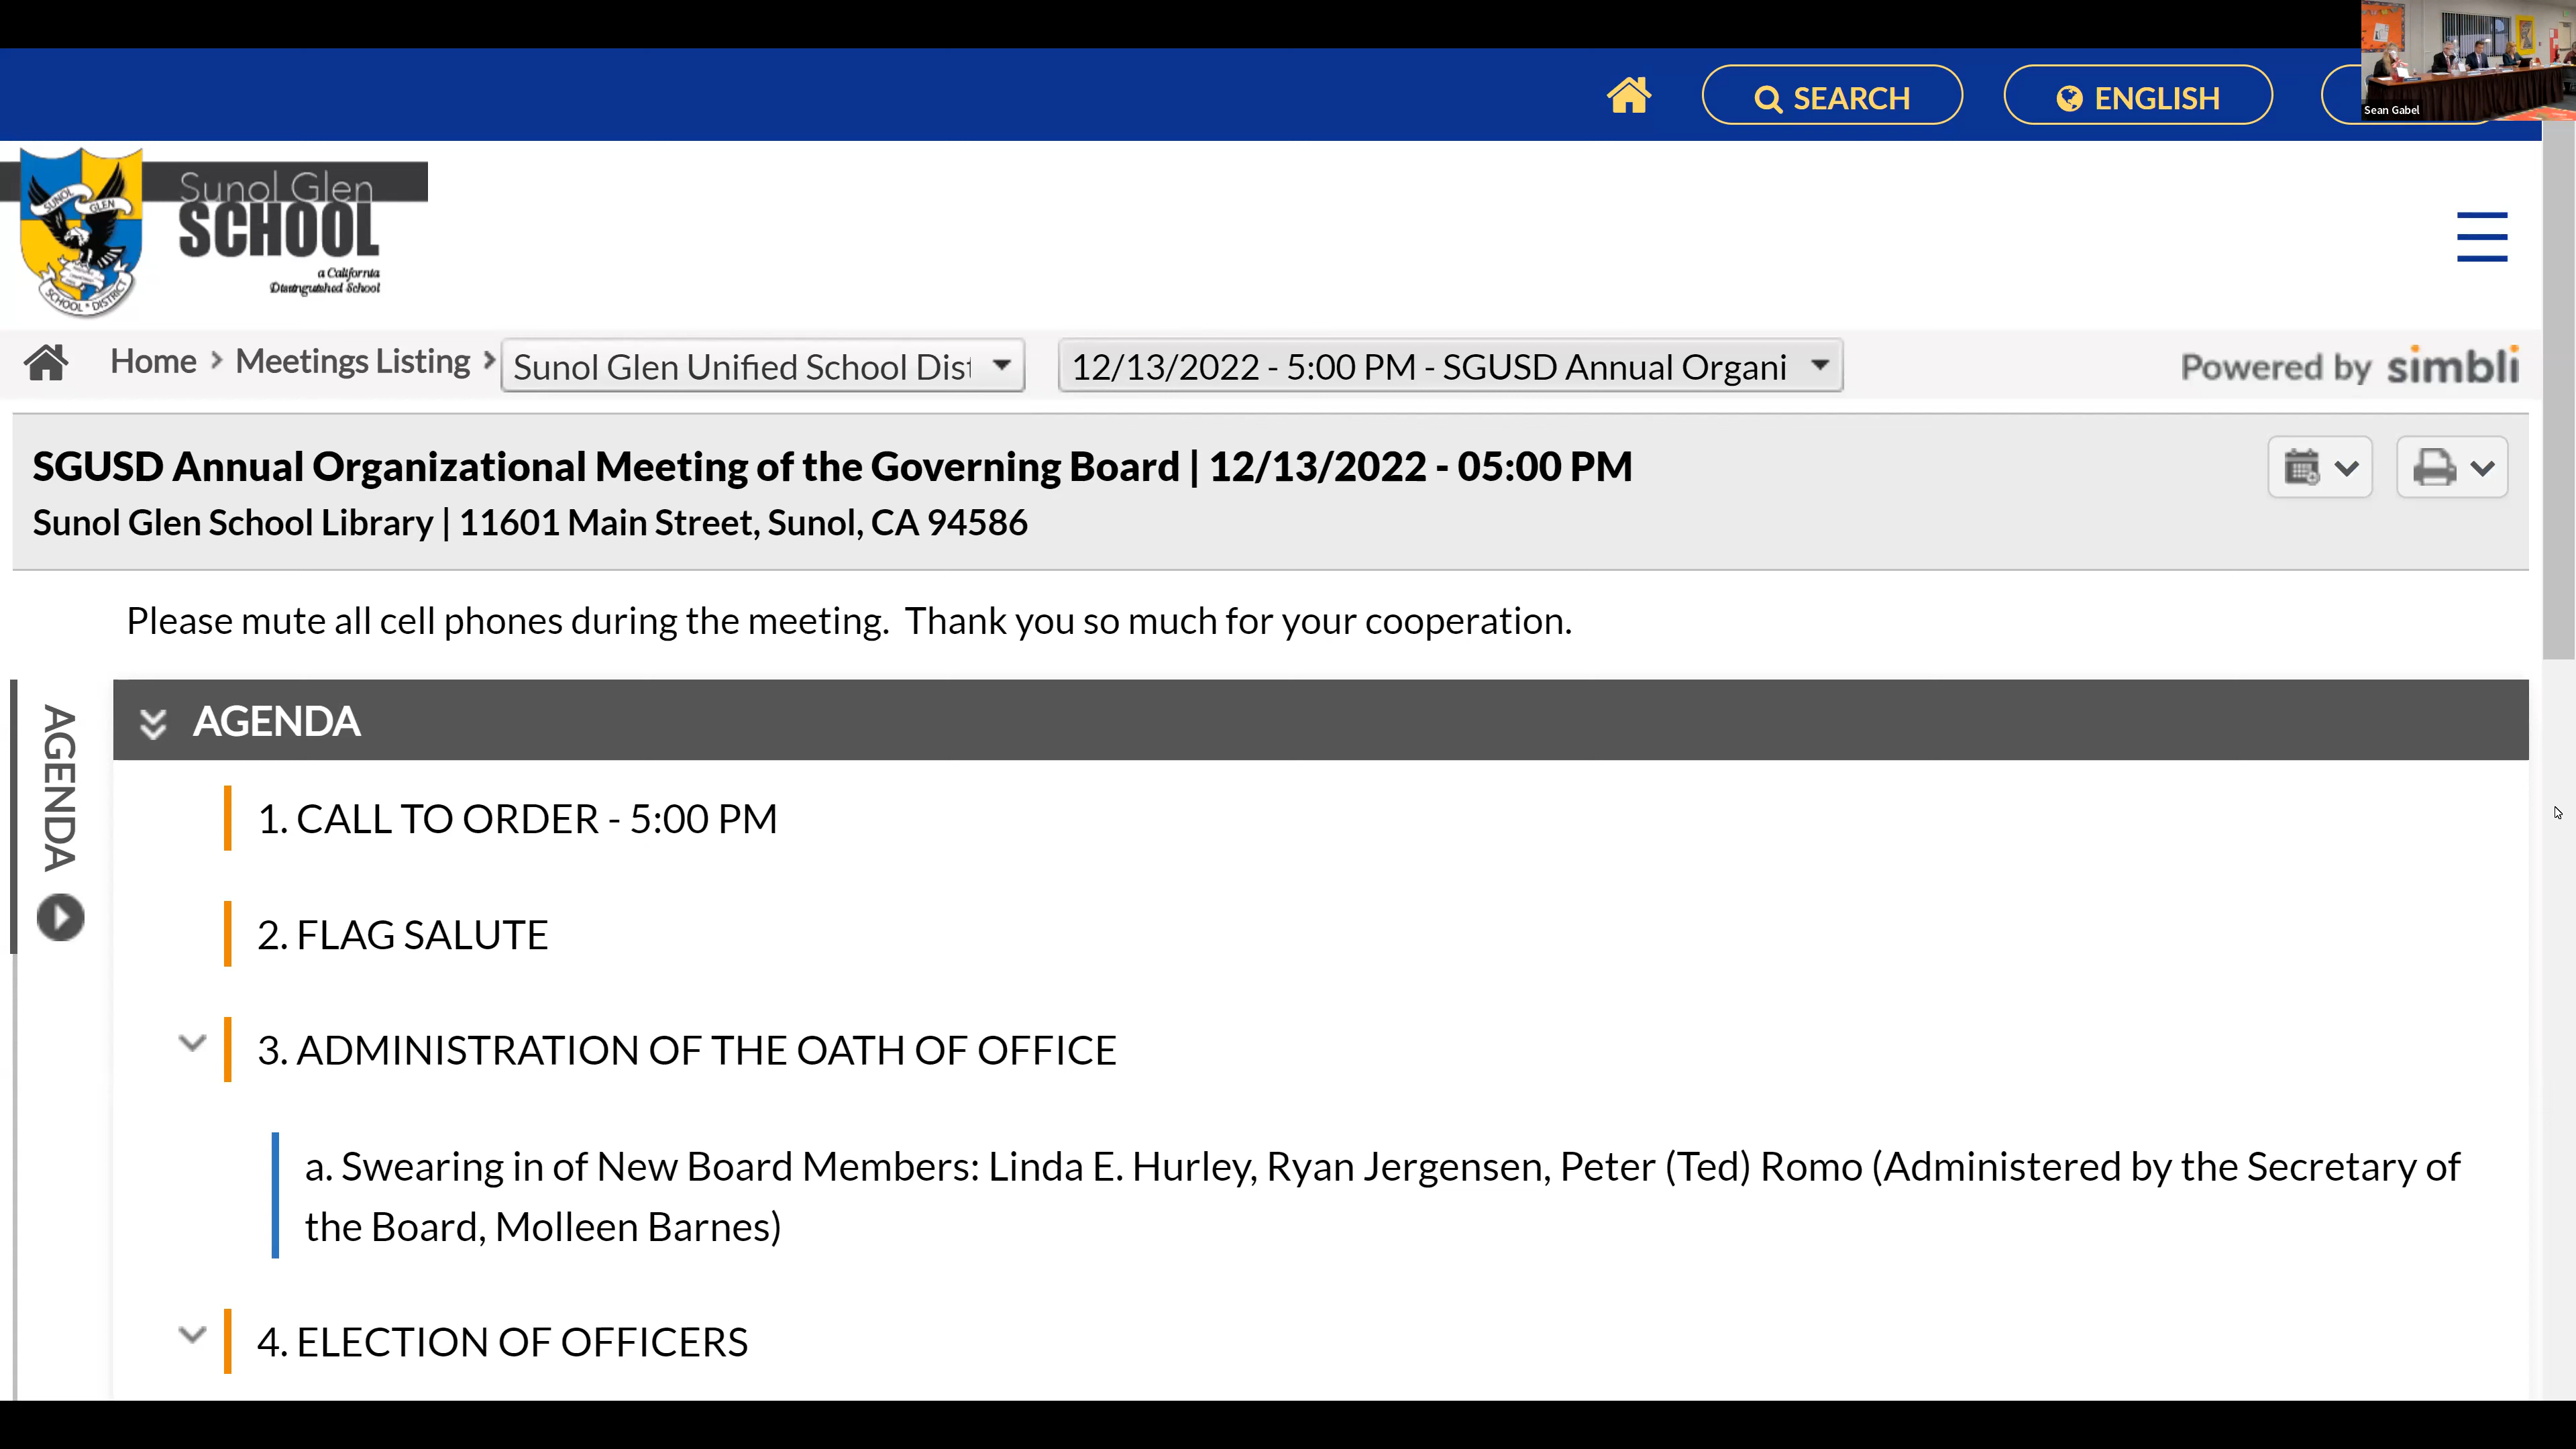 SEARCH
ENGLISH
Sean Gabel
SUNOL
GLEN
SCHOOL • DISTRICT
Sunol Glen
SCHOOL
a California
Distinguished School
Home > Meetings Listing > Sunol Glen Unified School Dist 12/13/2022 - 5:00 PM - SGUSD Annual Organi Powered by simbli
SGUSD Annual Organizational Meeting of the Governing Board | 12/13/2022 - 05:00 PM
Sunol Glen School Library | 11601 Main Street, Sunol, CA 94586
Please mute all cell phones during the meeting. Thank you so much for your cooperation.
AGENDA
AGENDA
1. CALL TO ORDER - 5:00 PM
2. FLAG SALUTE
3. ADMINISTRATION OF THE OATH OF OFFICE
a. Swearing in of New Board Members: Linda E. Hurley, Ryan Jergensen, Peter (Ted) Romo (Administered by the Secretary of
the Board, Molleen Barnes)
4. ELECTION OF OFFICERS